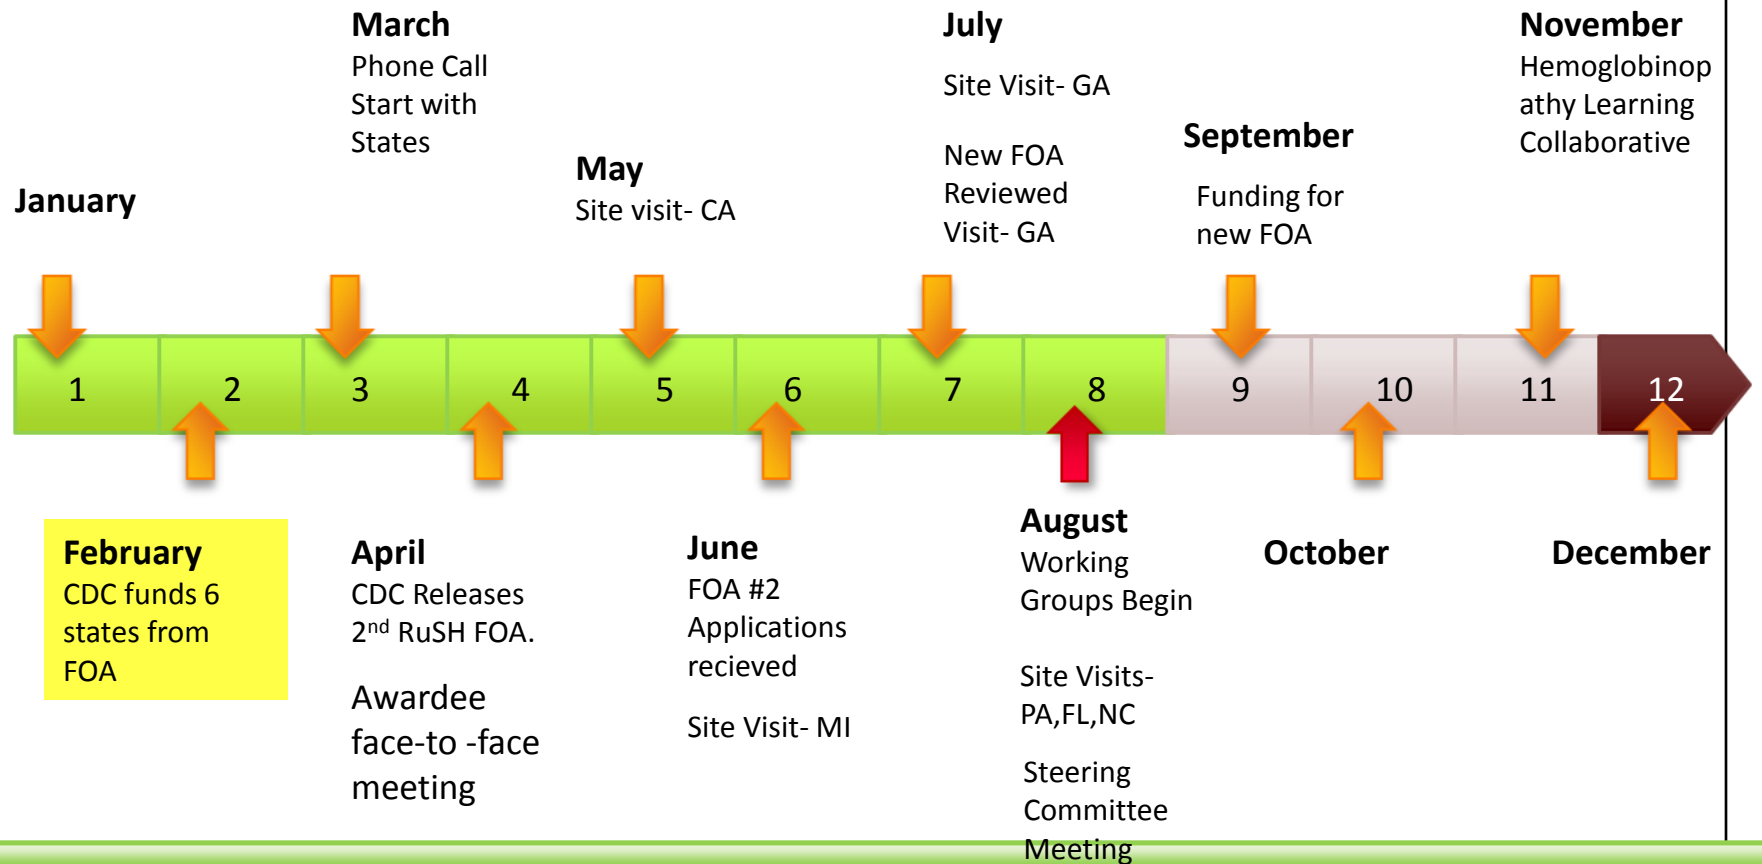 January
March
Phone Call
Start with
States
May
Site visit- CA
July
Site Visit- GA
New FOA
Reviewed
Visit- GA
September
Funding for
new FOA
November
Hemoglobinop
athy Learning
Collaborative
1
2
3
4
5
6
7
8
9
10
11
12
February
CDC funds 6
states from
FOA
April
CDC Releases
2nd RuSH FOA.
Awardee
face-to -face
meeting
June
FOA #2
Applications
recieved
Site Visit- MI
August
Working
Groups Begin
Site Visits-
PA,FL,NC
Steering
Committee
Meeting
October
December